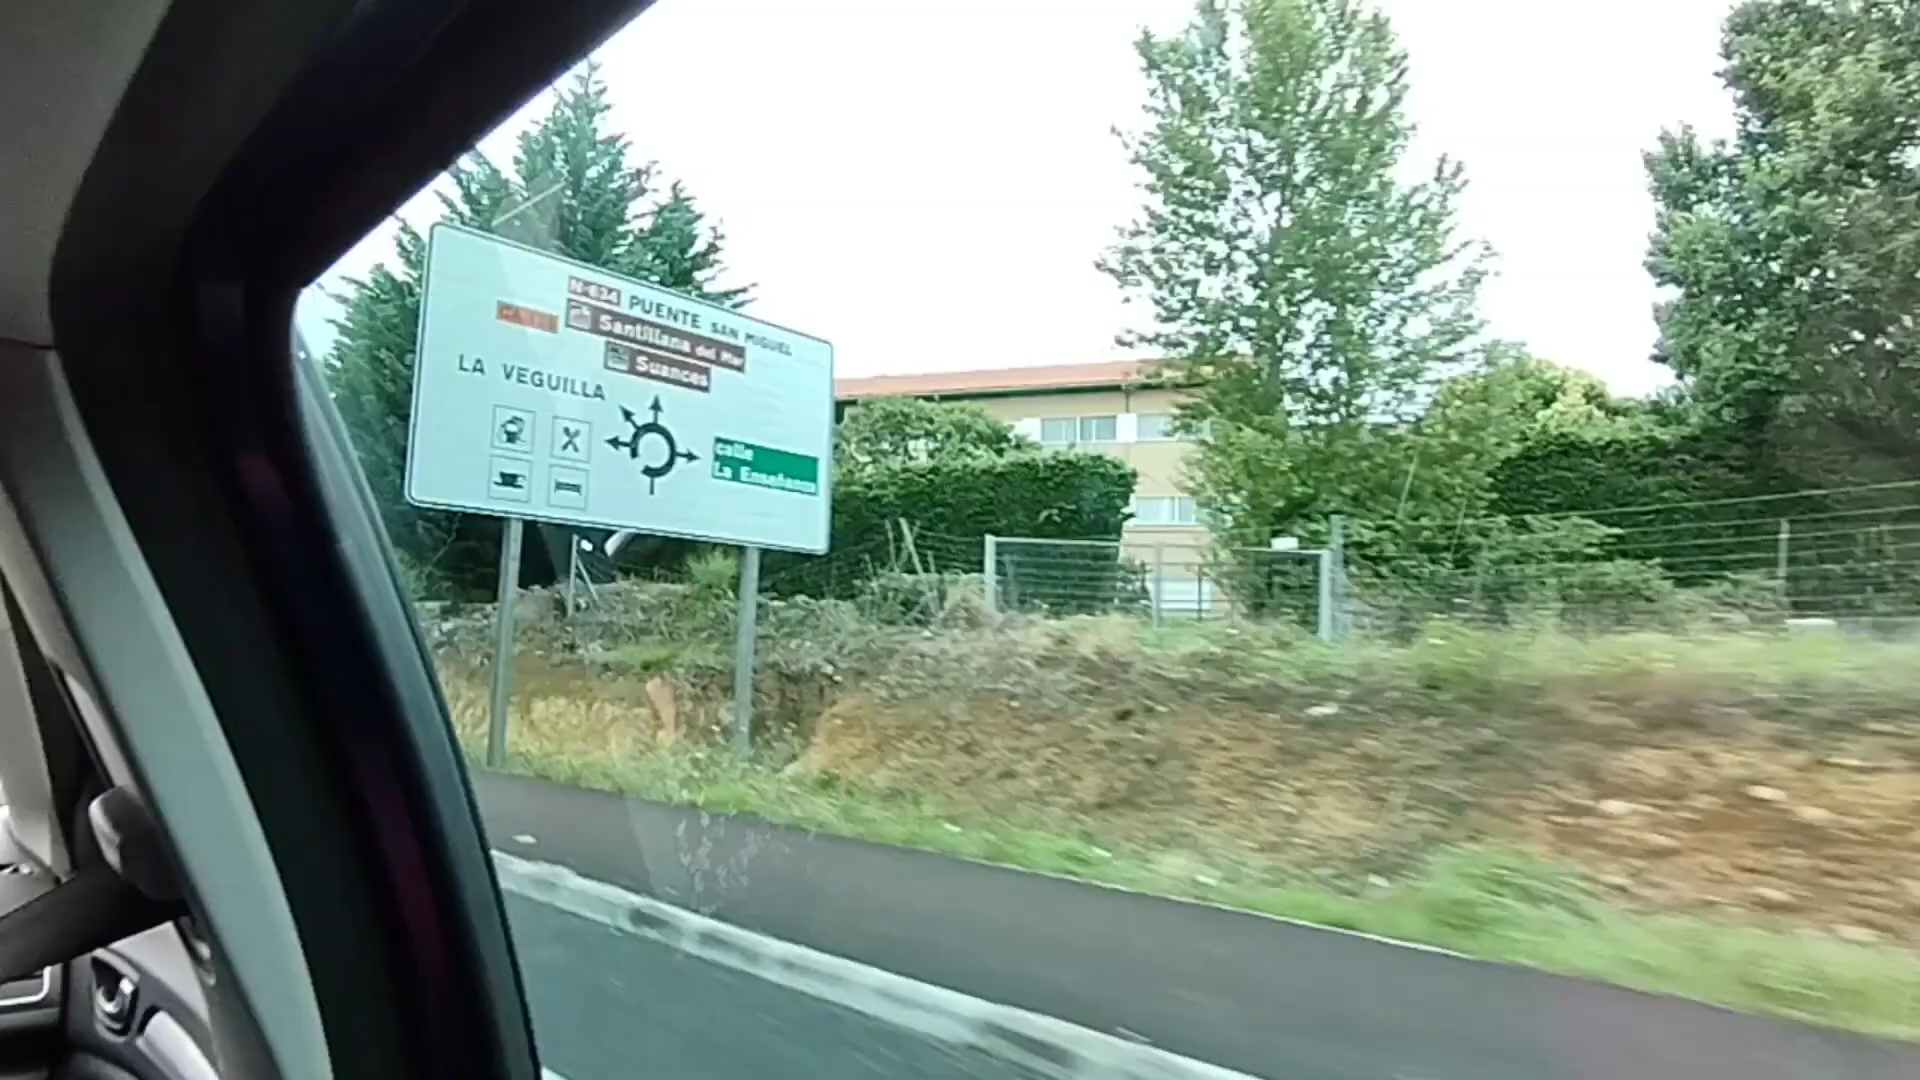 N-634 PUENTE SAN MIGUEL
Santillana del Mar
Suances
LA VEGUILLA
calle
La Enseñanza